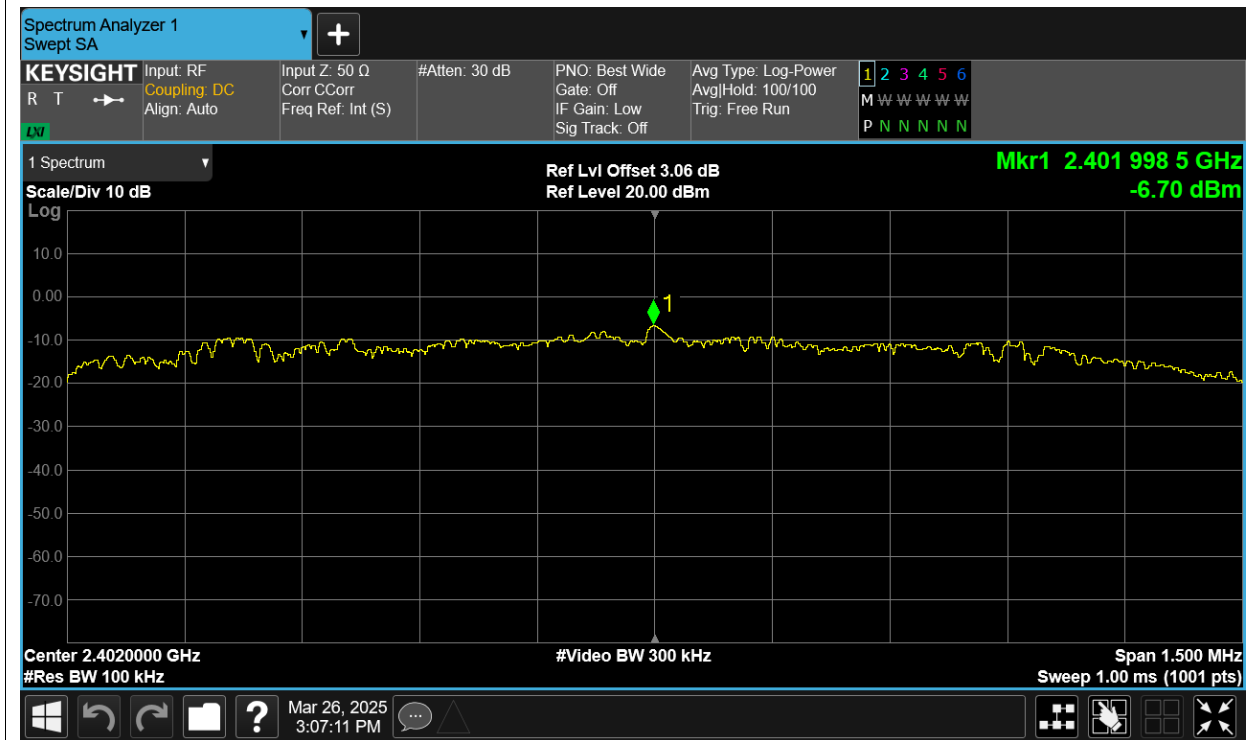 Spectrum Analyzer 1
Swept SA
KEYSIGHT
R T
LXI
Input: RF
Coupling: DC
Align: Auto
Input Z: 50 Ω
Corr CCorr
Freq Ref: Int (S)
#Atten: 30 dB
PNO: Best Wide
Gate: Off
IF Gain: Low
Sig Track: Off
Avg Type: Log-Power
Avg|Hold: 100/100
Trig: Free Run
1 2 3 4 5 6
M W W W W W
P N N N N N
1 Spectrum
Scale/Div 10 dB
Log
Ref Lvl Offset 3.06 dB
Ref Level 20.00 dBm
Mkr1 2.401 998 5 GHz
-6.70 dBm
10.0
0.00
-10.0
-20.0
-30.0
-40.0
-50.0
-60.0
-70.0
1
Center 2.4020000 GHz
#Res BW 100 kHz
#Video BW 300 kHz
Span 1.500 MHz
Sweep 1.00 ms (1001 pts)
?
Mar 26, 2025
3:07:11 PM